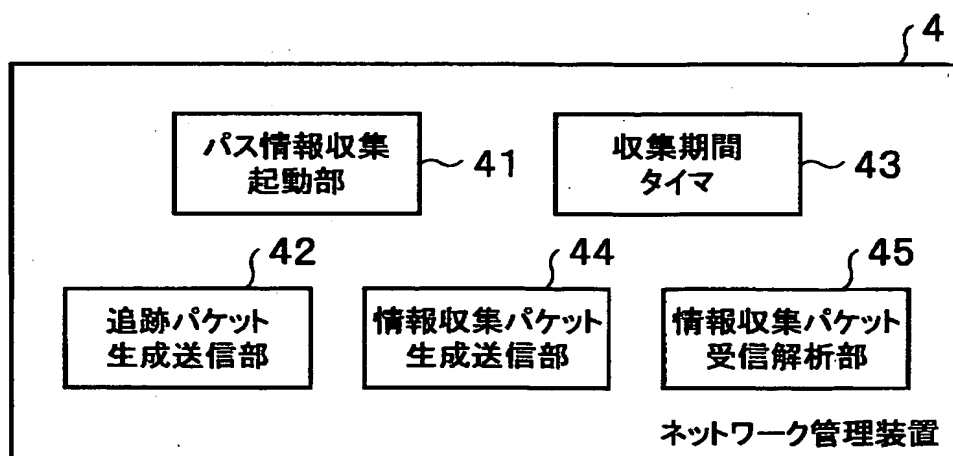 4
パス情報収集
起動部
41
収集期間
タイマ
43
42
追跡パケット
生成送信部
44
情報収集パケット
生成送信部
45
情報収集パケット
受信解析部
ネットワーク管理装置